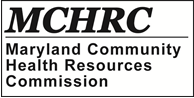 MCHRC
Maryland Community
Health Resources
Commission